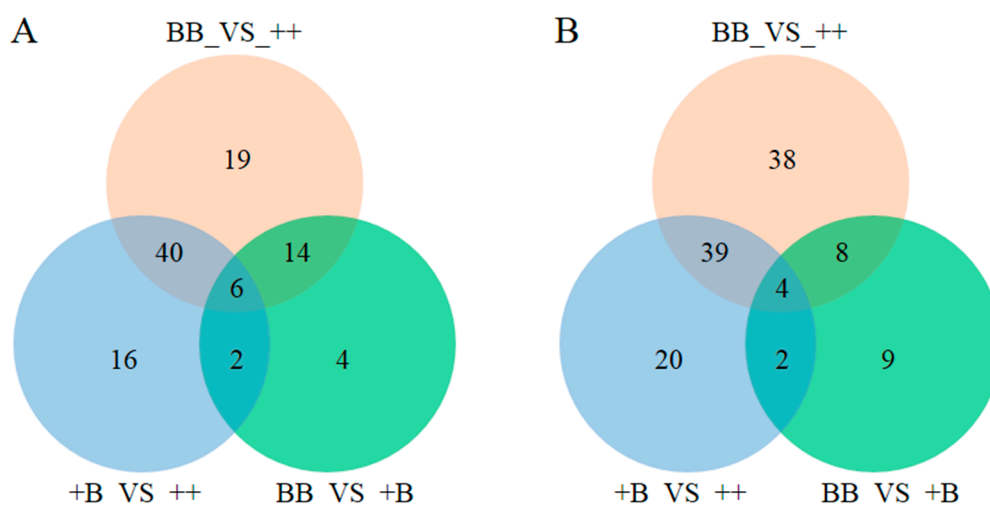 A
BB_VS_++
19
40
14
6
16
2
4
+B VS ++
BB VS +B
B
BB_VS_++
38
39
8
4
20
2
9
+B VS ++
BB VS +B